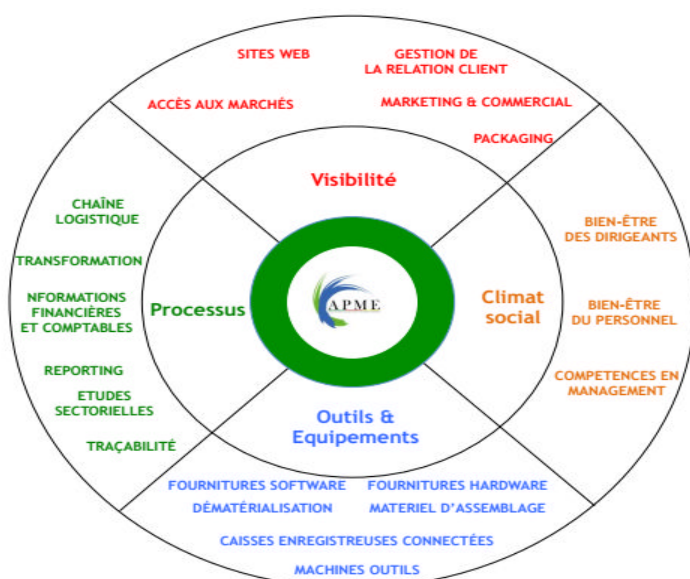 SITES WEB
GESTION DE
LA RELATION CLIENT
ACCÈS AUX MARCHÉS
MARKETING & COMMERCIAL
PACKAGING
Visibilité
CHAÎNE
LOGISTIQUE
TRANSFORMATION
NFORMATIONS
FINANCIÈRES
ET COMPTABLES
REPORTING
ETUDES
SECTORIELLES
TRAÇABILITÉ
Processus
APME
Climat
social
BIEN-ÊTRE
DES DIRIGEANTS
BIEN-ÊTRE
DU PERSONNEL
COMPETENCES EN
MANAGEMENT
Outils &
Equipements
FOURNITURES SOFTWARE
FOURNITURES HARDWARE
DÉMATÉRIALISATION
MATERIEL D'ASSEMBLAGE
CAISSES ENREGISTREUSES CONNECTÉES
MACHINES OUTILS